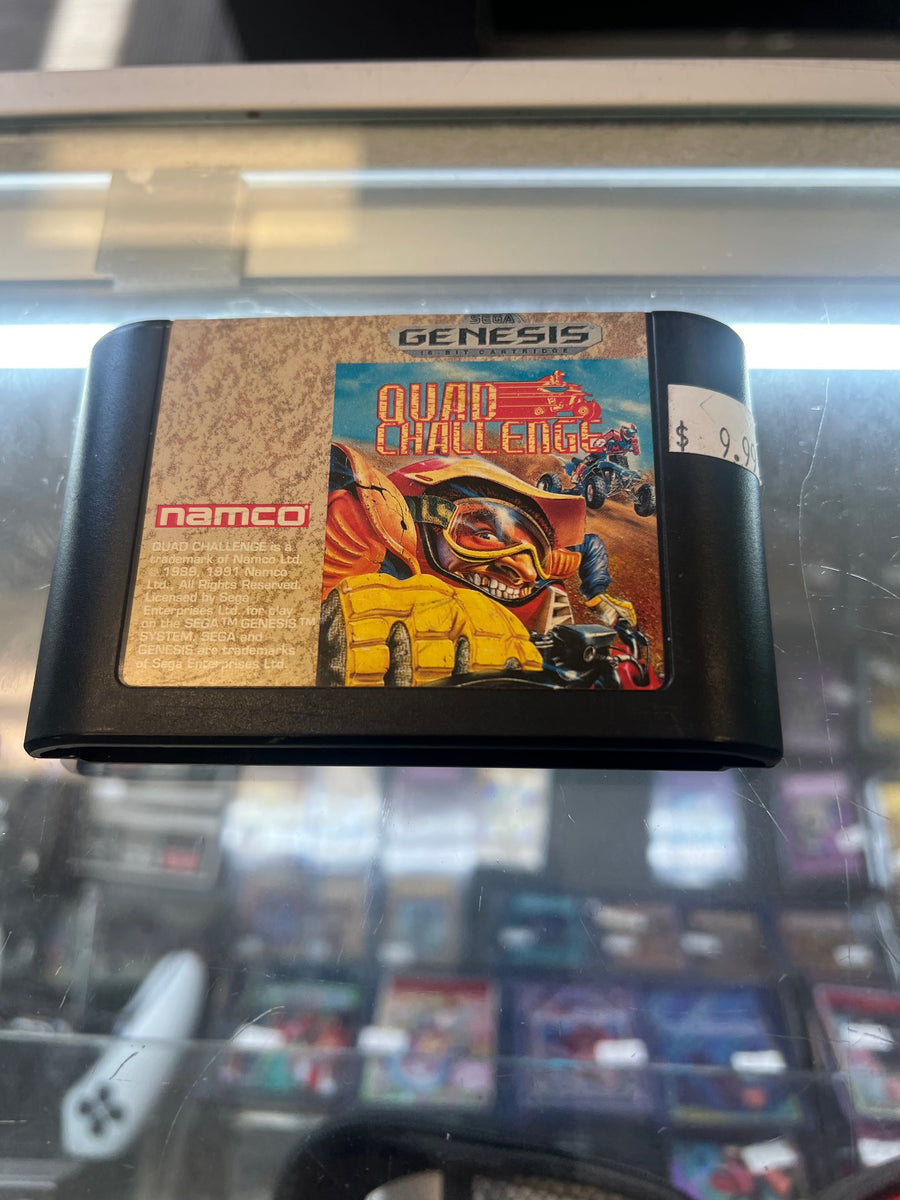 SEGA
GENESIS
16-BIT CARTRIDGE
QUAD
CHALLENGE
$ 9.99
namco
QUAD CHALLENGE is a
trademark of Namco Ltd.
© 1989, 1991 Namco
Ltd. All Rights Reserved.
Licensed by Sega
Enterprises Ltd. for play
on the SEGA™ GENESIS™
SYSTEM. SEGA and
GENESIS are trademarks
of Sega Enterprises Ltd.